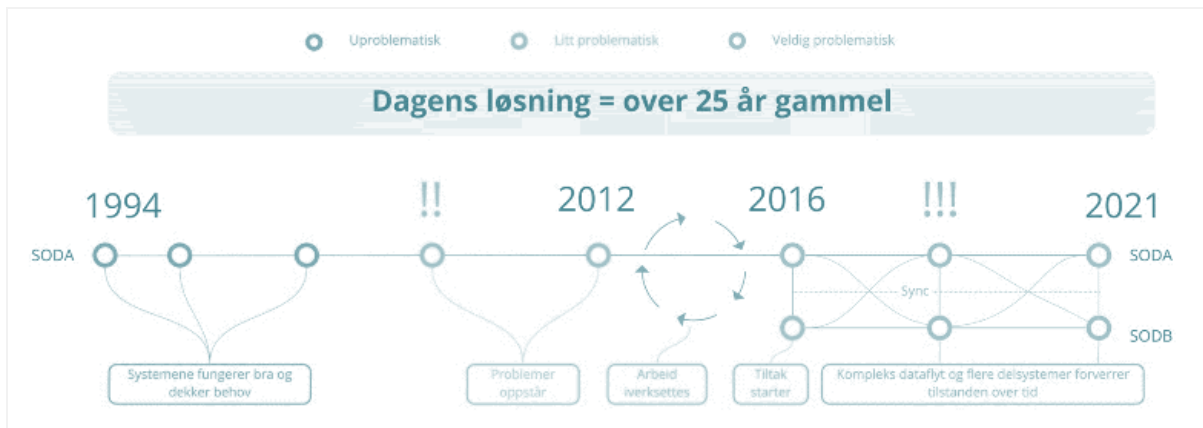 Uproblematisk
Litt problematisk
Veldig problematisk
Dagens løsning = over 25 år gammel
1994
!!
2012
2016
!!!
2021
SODA
SODA
Sync
SODB
Systemene fungerer bra og
dekker behov
Problemer
oppstår
Arbeid
iverksettes
Tiltak
starter
Kompleks dataflyt og flere delsystemer forverrer
tilstanden over tid